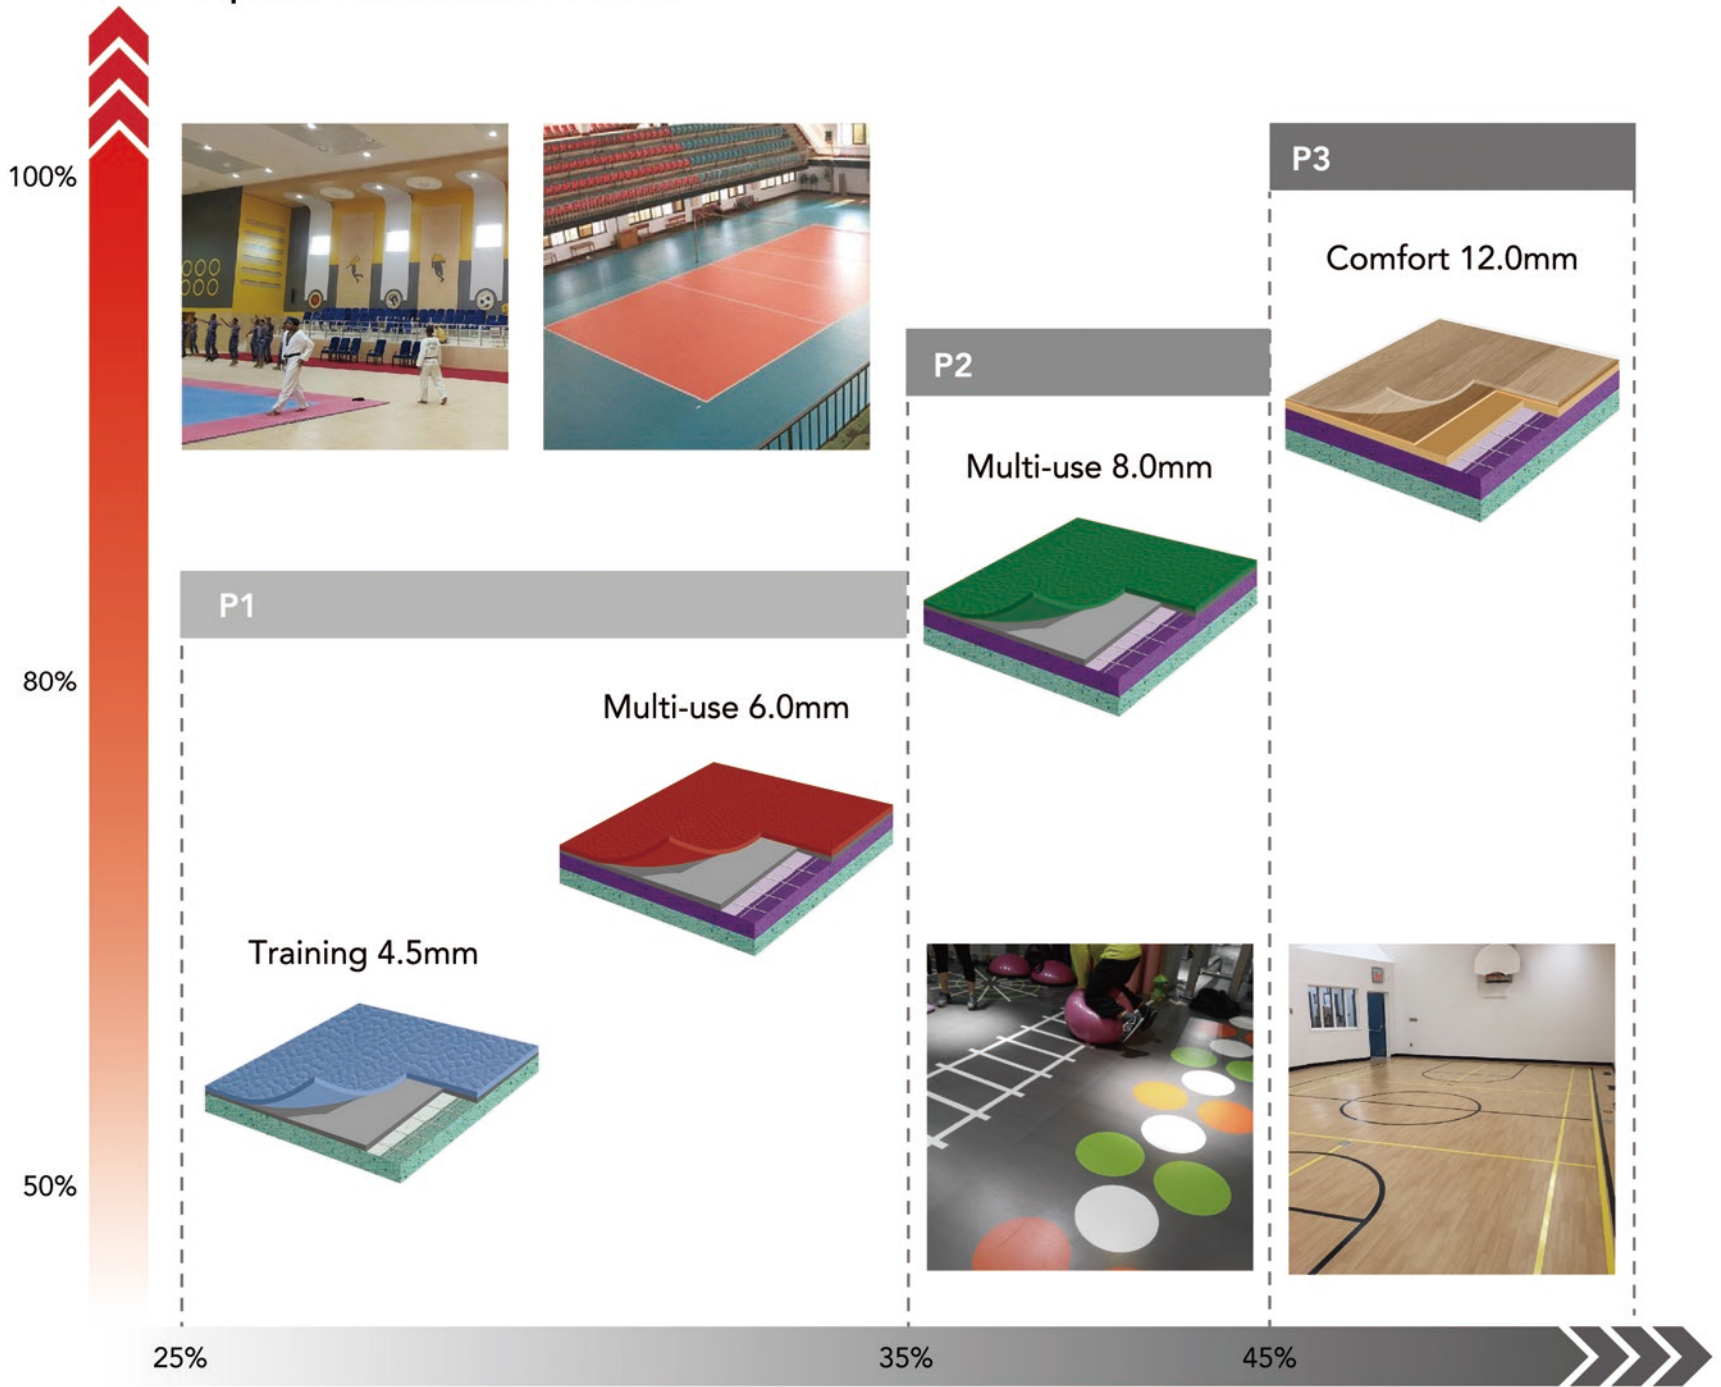 100%
P3
Comfort 12.0mm
P2
Multi-use 8.0mm
P1
80%
Multi-use 6.0mm
Training 4.5mm
50%
25%
35%
45%